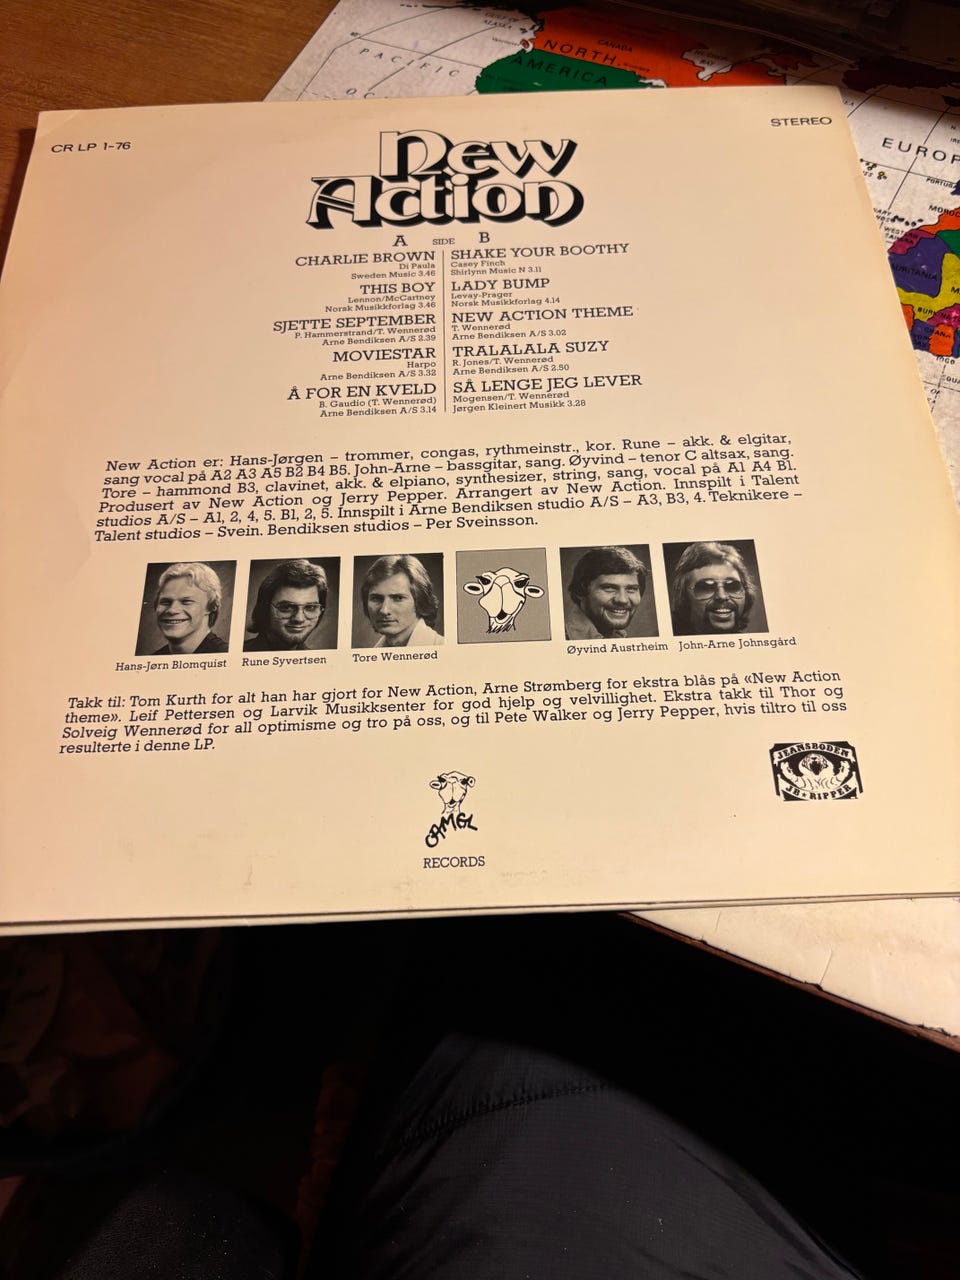 CR LP 1-76
STEREO
New
Action
A SIDE B
CHARLIE BROWN
Di Paula
Sweden Music 3.46
THIS BOY
Lennon/McCartney
Norsk Musikkforlag 3.46
SJETTE SEPTEMBER
P. Hammerstrand/T. Wennerød
Arne Bendiksen A/S 2.39
MOVIESTAR
Harpo
Arne Bendiksen A/S 3.32
Å FOR EN KVELD
B. Gaudio (T. Wennerød)
Arne Bendiksen A/S 3.14
SHAKE YOUR BOOTHY
Casey Finch
Shirlynn Music N 3.11
LADY BUMP
Levay-Prager
Norsk Musikkforlag 4.14
NEW ACTION THEME
T. Wennerød
Arne Bendiksen A/S 3.02
TRALALALA SUZY
R. Jones/T. Wennerød
Arne Bendiksen A/S 2.50
SÅ LENGE JEG LEVER
Mogensen/T. Wennerød
Jørgen Kleinert Musikk 3.28
New Action er: Hans-Jørgen – trommer, congas, rythmeinstr., kor. Rune – akk. & elgitar,
sang vocal på A2 A3 A5 B2 B4 B5. John-Arne – bassgitar, sang. Øyvind – tenor C altsax, sang.
Tore – hammond B3, clavinet, akk. & elpiano, synthesizer, string, sang, vocal på A1 A4 B1.
Produsert av New Action og Jerry Pepper. Arrangert av New Action. Innspilt i Talent
studios A/S – A1, 2, 4, 5. B1, 2, 5. Innspilt i Arne Bendiksen studio A/S – A3, B3, 4. Teknikere –
Talent studios – Svein. Bendiksen studios – Per Sveinsson.
Hans-Jørn Blomquist
Rune Syvertsen
Tore Wennerød
Øyvind Austrheim
John-Arne Johnsgård
Takk til: Tom Kurth for alt han har gjort for New Action, Arne Strømberg for ekstra blås på «New Action
theme». Leif Pettersen og Larvik Musikksenter for god hjelp og velvillighet. Ekstra takk til Thor og
Solveig Wennerød for all optimisme og tro på oss, og til Pete Walker og Jerry Pepper, hvis tiltro til oss
resulterte i denne LP.
JEANSBODEN
JB ★ RIPPER
CAMEL
RECORDS
PACIFIC
NORTH
AMERICA
CANADA
GULF OF
ALASKA
EUROP
PORTUG
MOROC
WESTERN
URITANIA
GHANA
TOGO